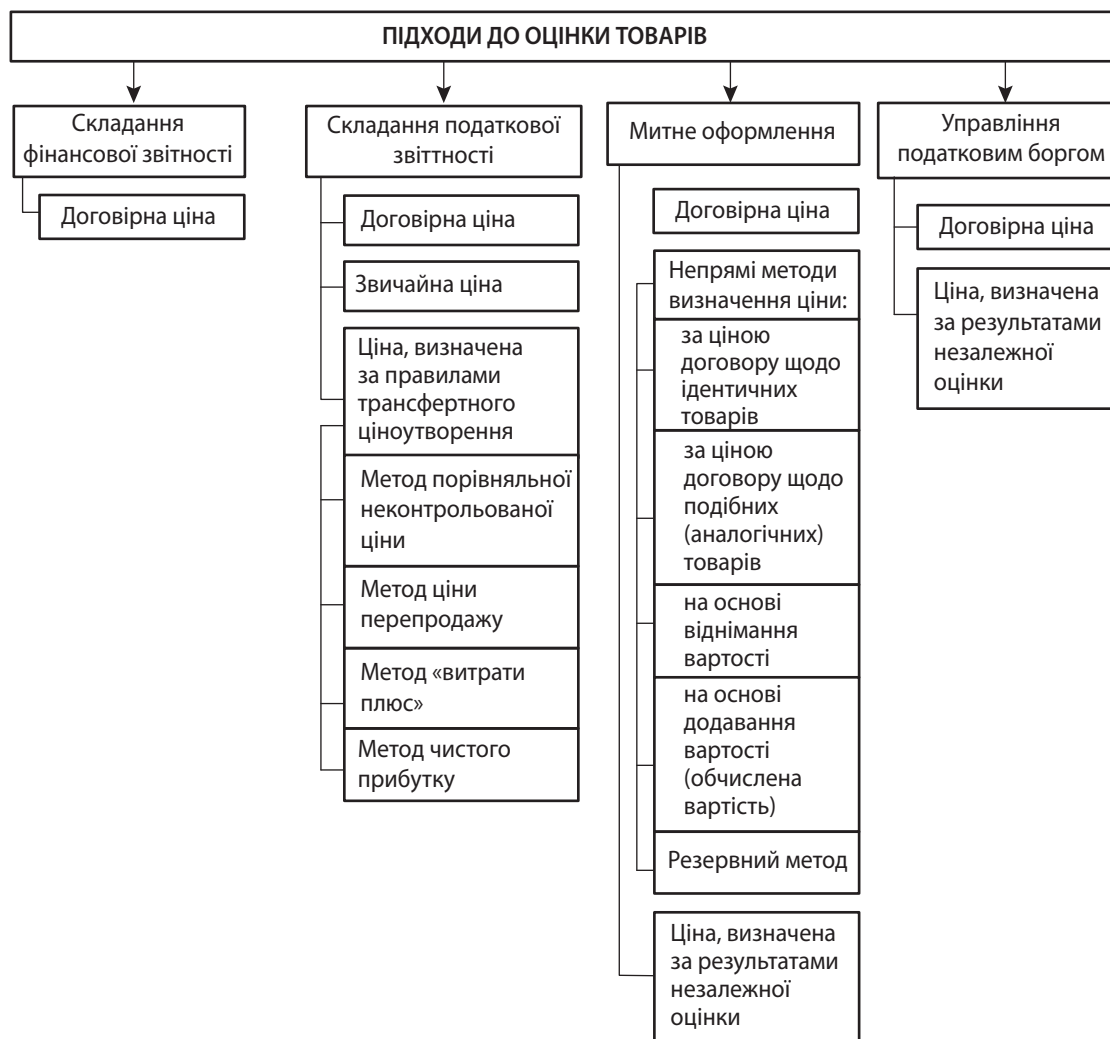 ПІДХОДИ ДО ОЦІНКИ ТОВАРІВ
Складання
фінансової звітності
Договірна ціна
Складання податкової
звіттності
Договірна ціна
Звичайна ціна
Ціна, визначена
за правилами
трансфертного
ціноутворення
Метод порівняльної
неконтрольованої
ціни
Метод ціни
перепродажу
Метод «витрати
плюс»
Метод чистого
прибутку
Митне оформлення
Договірна ціна
Непрямі методи
визначення ціни:
за ціною
договору щодо
ідентичних
товарів
за ціною
договору щодо
подібних
(аналогічних)
товарів
на основі
віднімання
вартості
на основі
додавання
вартості
(обчислена
вартість)
Резервний метод
Ціна, визначена
за результатами
незалежної
оцінки
Управління
податковим боргом
Договірна ціна
Ціна, визначена
за результатами
незалежної
оцінки